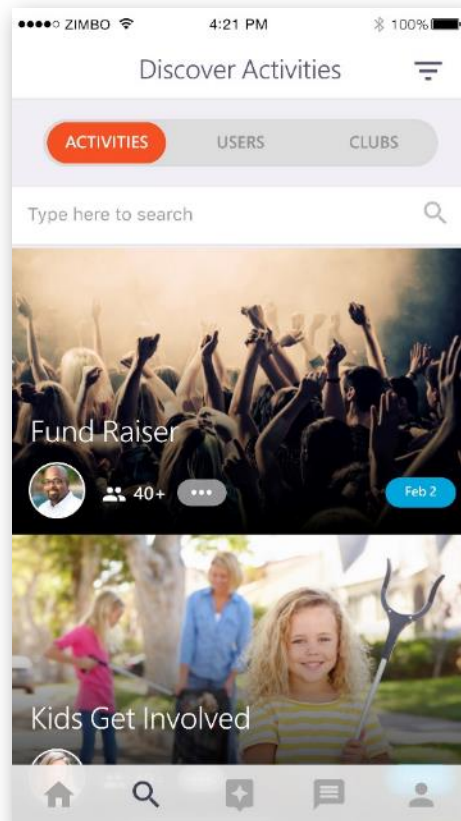 ZIMBO 4:21 PM 100%
Discover Activities
ACTIVITIES USERS CLUBS
Type here to search
Fund Raiser
40+ Feb 2
Kids Get Involved